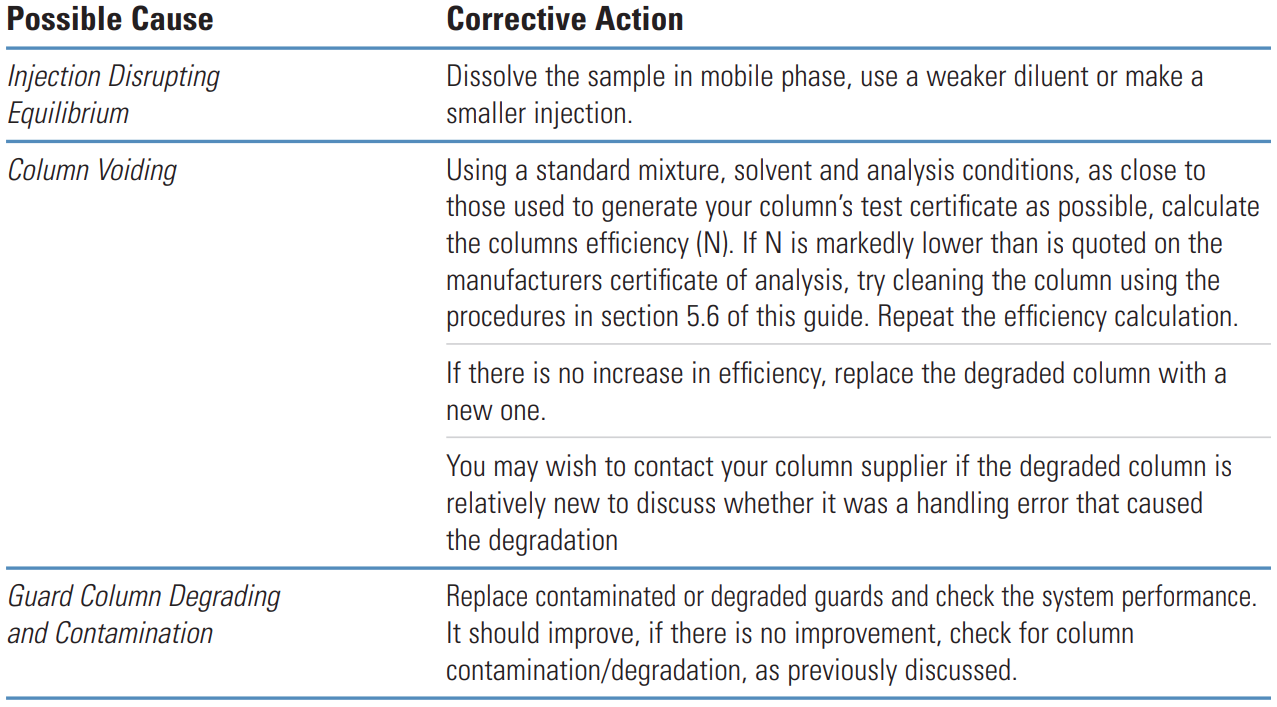 Possible Cause
Corrective Action
Injection Disrupting
Equilibrium
Dissolve the sample in mobile phase, use a weaker diluent or make a
smaller injection.
Column Voiding
Using a standard mixture, solvent and analysis conditions, as close to
those used to generate your column’s test certificate as possible, calculate
the columns efficiency (N). If N is markedly lower than is quoted on the
manufacturers certificate of analysis, try cleaning the column using the
procedures in section 5.6 of this guide. Repeat the efficiency calculation.
If there is no increase in efficiency, replace the degraded column with a
new one.
You may wish to contact your column supplier if the degraded column is
relatively new to discuss whether it was a handling error that caused
the degradation
Guard Column Degrading
and Contamination
Replace contaminated or degraded guards and check the system performance.
It should improve, if there is no improvement, check for column
contamination/degradation, as previously discussed.